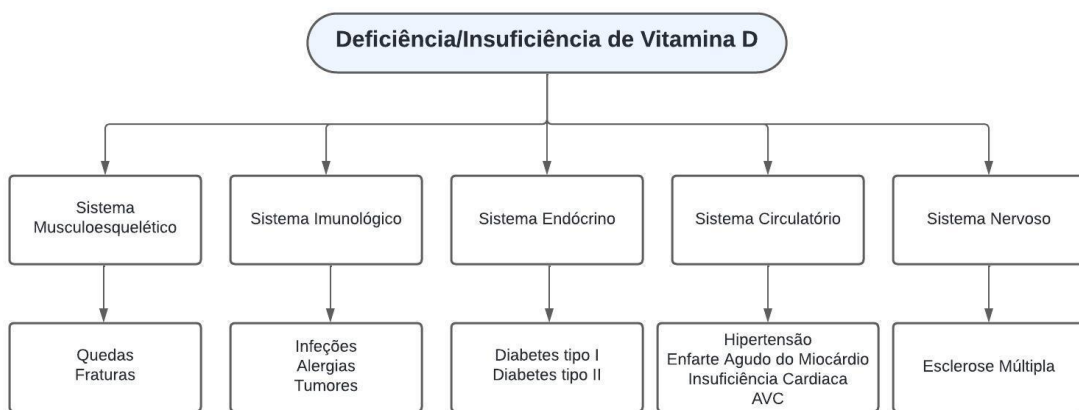 Deficiência/Insuficiência de Vitamina D
Sistema
Musculoesquelético
Sistema Imunológico
Sistema Endócrino
Sistema Circulatório
Sistema Nervoso
Quedas
Fraturas
Infeções
Alergias
Tumores
Diabetes tipo I
Diabetes tipo II
Hipertensão
Enfarte Agudo do Miocárdio
Insuficiência Cardiaca
AVC
Esclerose Múltipla